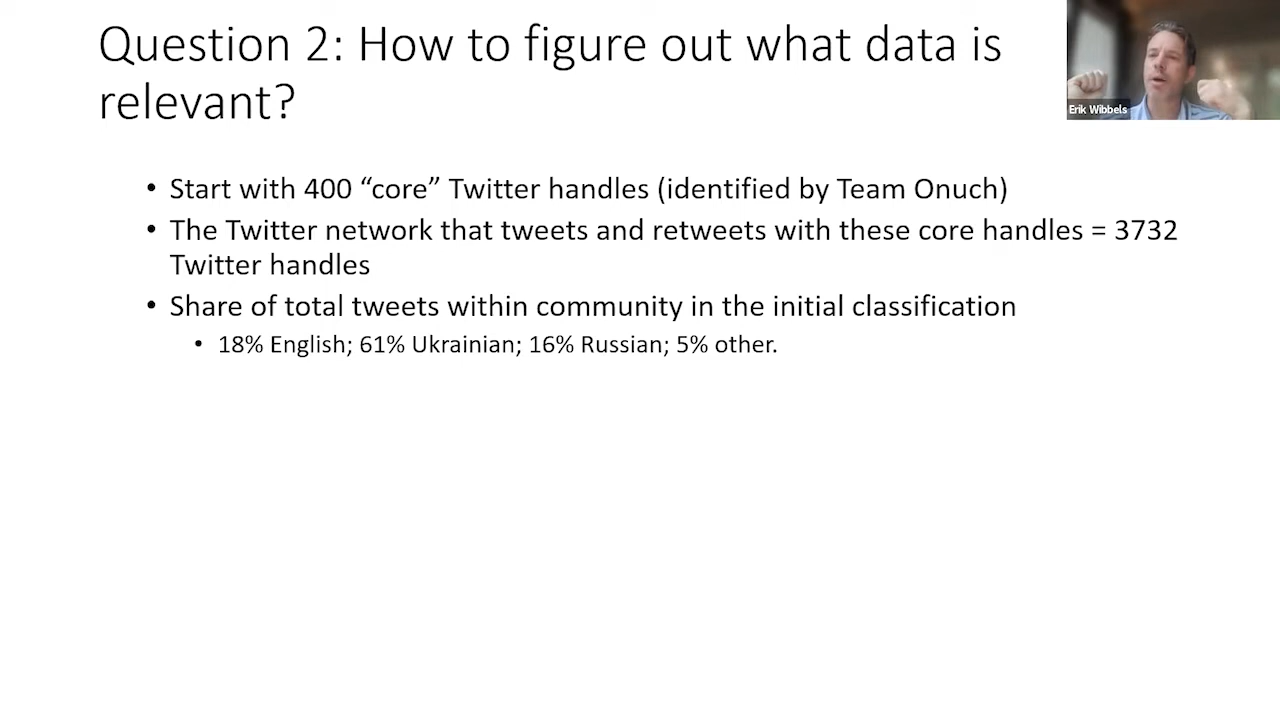 Question 2: How to figure out what data is
relevant?
Erik Wibbels
• Start with 400 “core” Twitter handles (identified by Team Onuch)
• The Twitter network that tweets and retweets with these core handles = 3732
Twitter handles
• Share of total tweets within community in the initial classification
• 18% English; 61% Ukrainian; 16% Russian; 5% other.